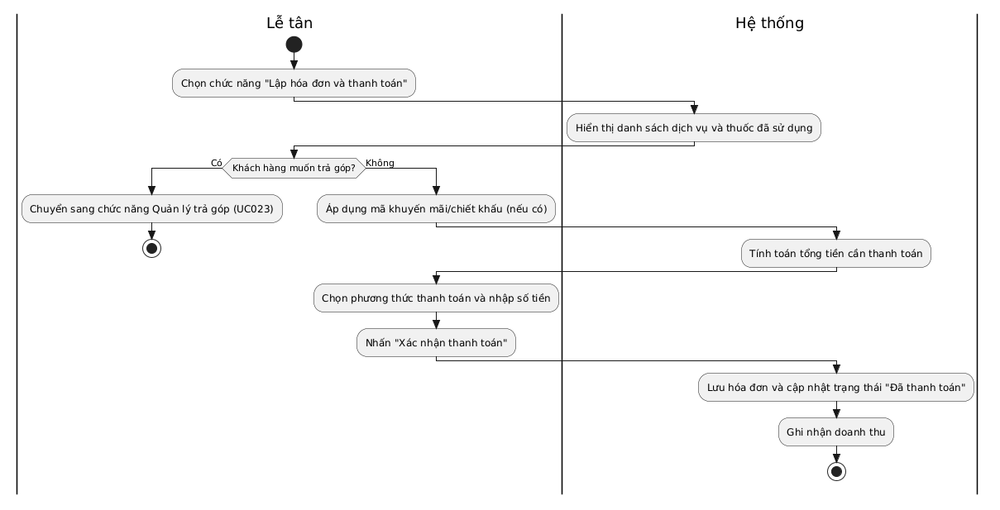 Lễ tân
Hệ thống
Chọn chức năng "Lập hóa đơn và thanh toán"
Hiển thị danh sách dịch vụ và thuốc đã sử dụng
Có
Khách hàng muốn trả góp?
Không
Chuyển sang chức năng Quản lý trả góp (UC023)
Áp dụng mã khuyến mãi/chiết khấu (nếu có)
Tính toán tổng tiền cần thanh toán
Chọn phương thức thanh toán và nhập số tiền
Nhấn "Xác nhận thanh toán"
Lưu hóa đơn và cập nhật trạng thái "Đã thanh toán"
Ghi nhận doanh thu